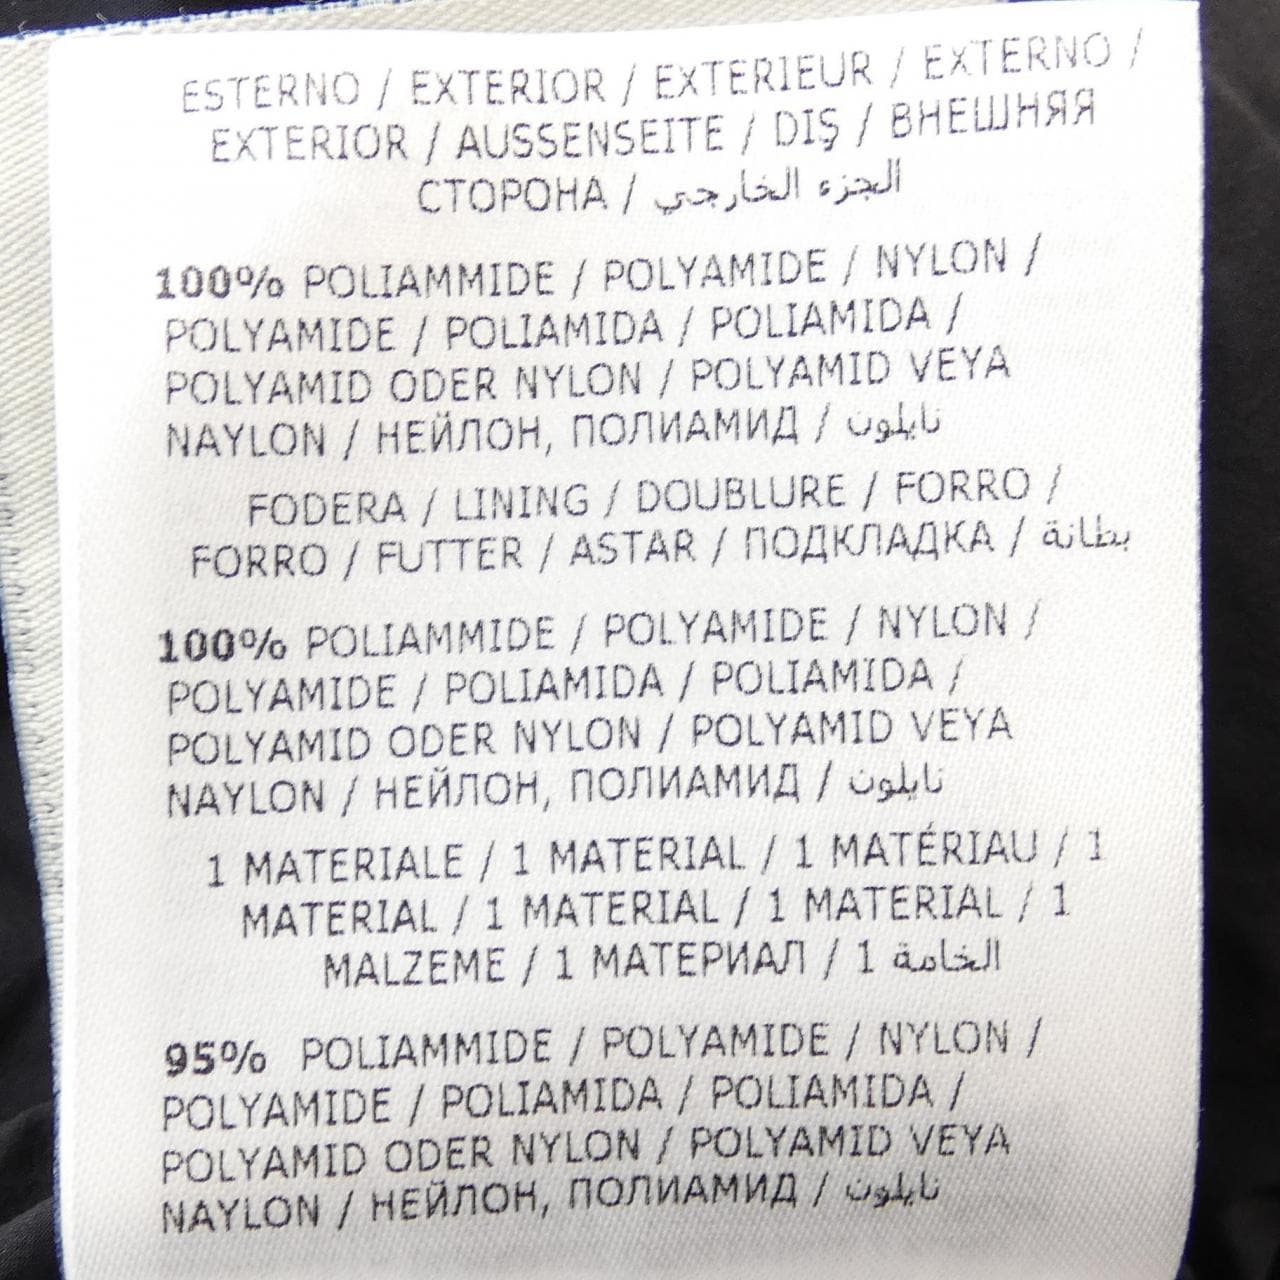 ESTERNO / EXTERIOR / EXTERIEUR / EXTERNO /
EXTERIOR / AUSSENSEITE / DIŞ / ВНЕШНЯЯ
СТОРОНА / الجزء الخارجي
100% POLIAMMIDE / POLYAMIDE / NYLON /
POLYAMIDE / POLIAMIDA / POLIAMIDA /
POLYAMID ODER NYLON / POLYAMID VEYA
NAYLON / НЕЙЛОН, ПОЛИАМИД / نايلون
FODERA / LINING / DOUBLURE / FORRO /
FORRO / FUTTER / ASTAR / ПОДКЛАДКА / بطانة
100% POLIAMMIDE / POLYAMIDE / NYLON /
POLYAMIDE / POLIAMIDA / POLIAMIDA /
POLYAMID ODER NYLON / POLYAMID VEYA
NAYLON / НЕЙЛОН, ПОЛИАМИД / نايلون
1 MATERIALE / 1 MATERIAL / 1 MATÉRIAU / 1
MATERIAL / 1 MATERIAL / 1 MATERIAL / 1
MALZEME / 1 МАТЕРИАЛ / 1 الخامة
95% POLIAMMIDE / POLYAMIDE / NYLON /
POLYAMIDE / POLIAMIDA / POLIAMIDA /
POLYAMID ODER NYLON / POLYAMID VEYA
NAYLON / НЕЙЛОН, ПОЛИАМИД / نايلون